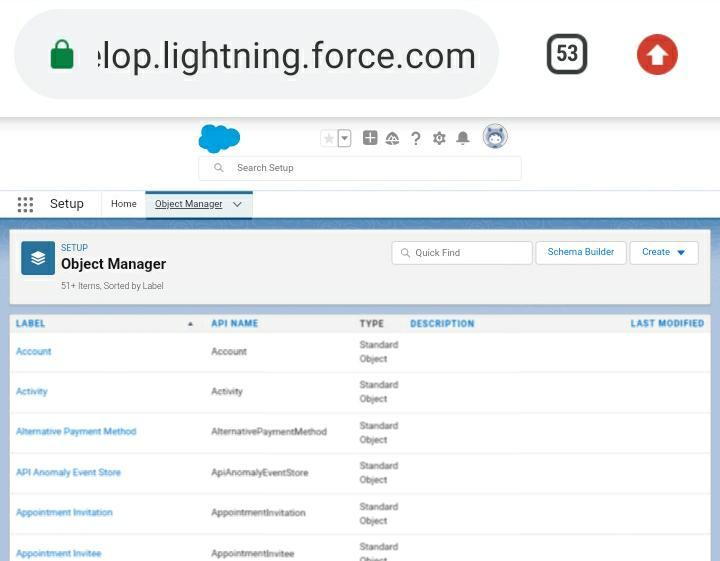 elop.lightning.force.com
53
Search Setup
Setup
Home
Object Manager
SETUP
Object Manager
51+ Items, Sorted by Label
Quick Find
Schema Builder
Create
LABEL API NAME TYPE DESCRIPTION LAST MODIFIED
Account Account Standard Object
Activity Activity Standard Object
Alternative Payment Method AlternativePaymentMethod Standard Object
API Anomaly Event Store ApiAnomalyEventStore Standard Object
Appointment Invitation AppointmentInvitation Standard Object
Appointment Invitee AppointmentInvitee Standard Object